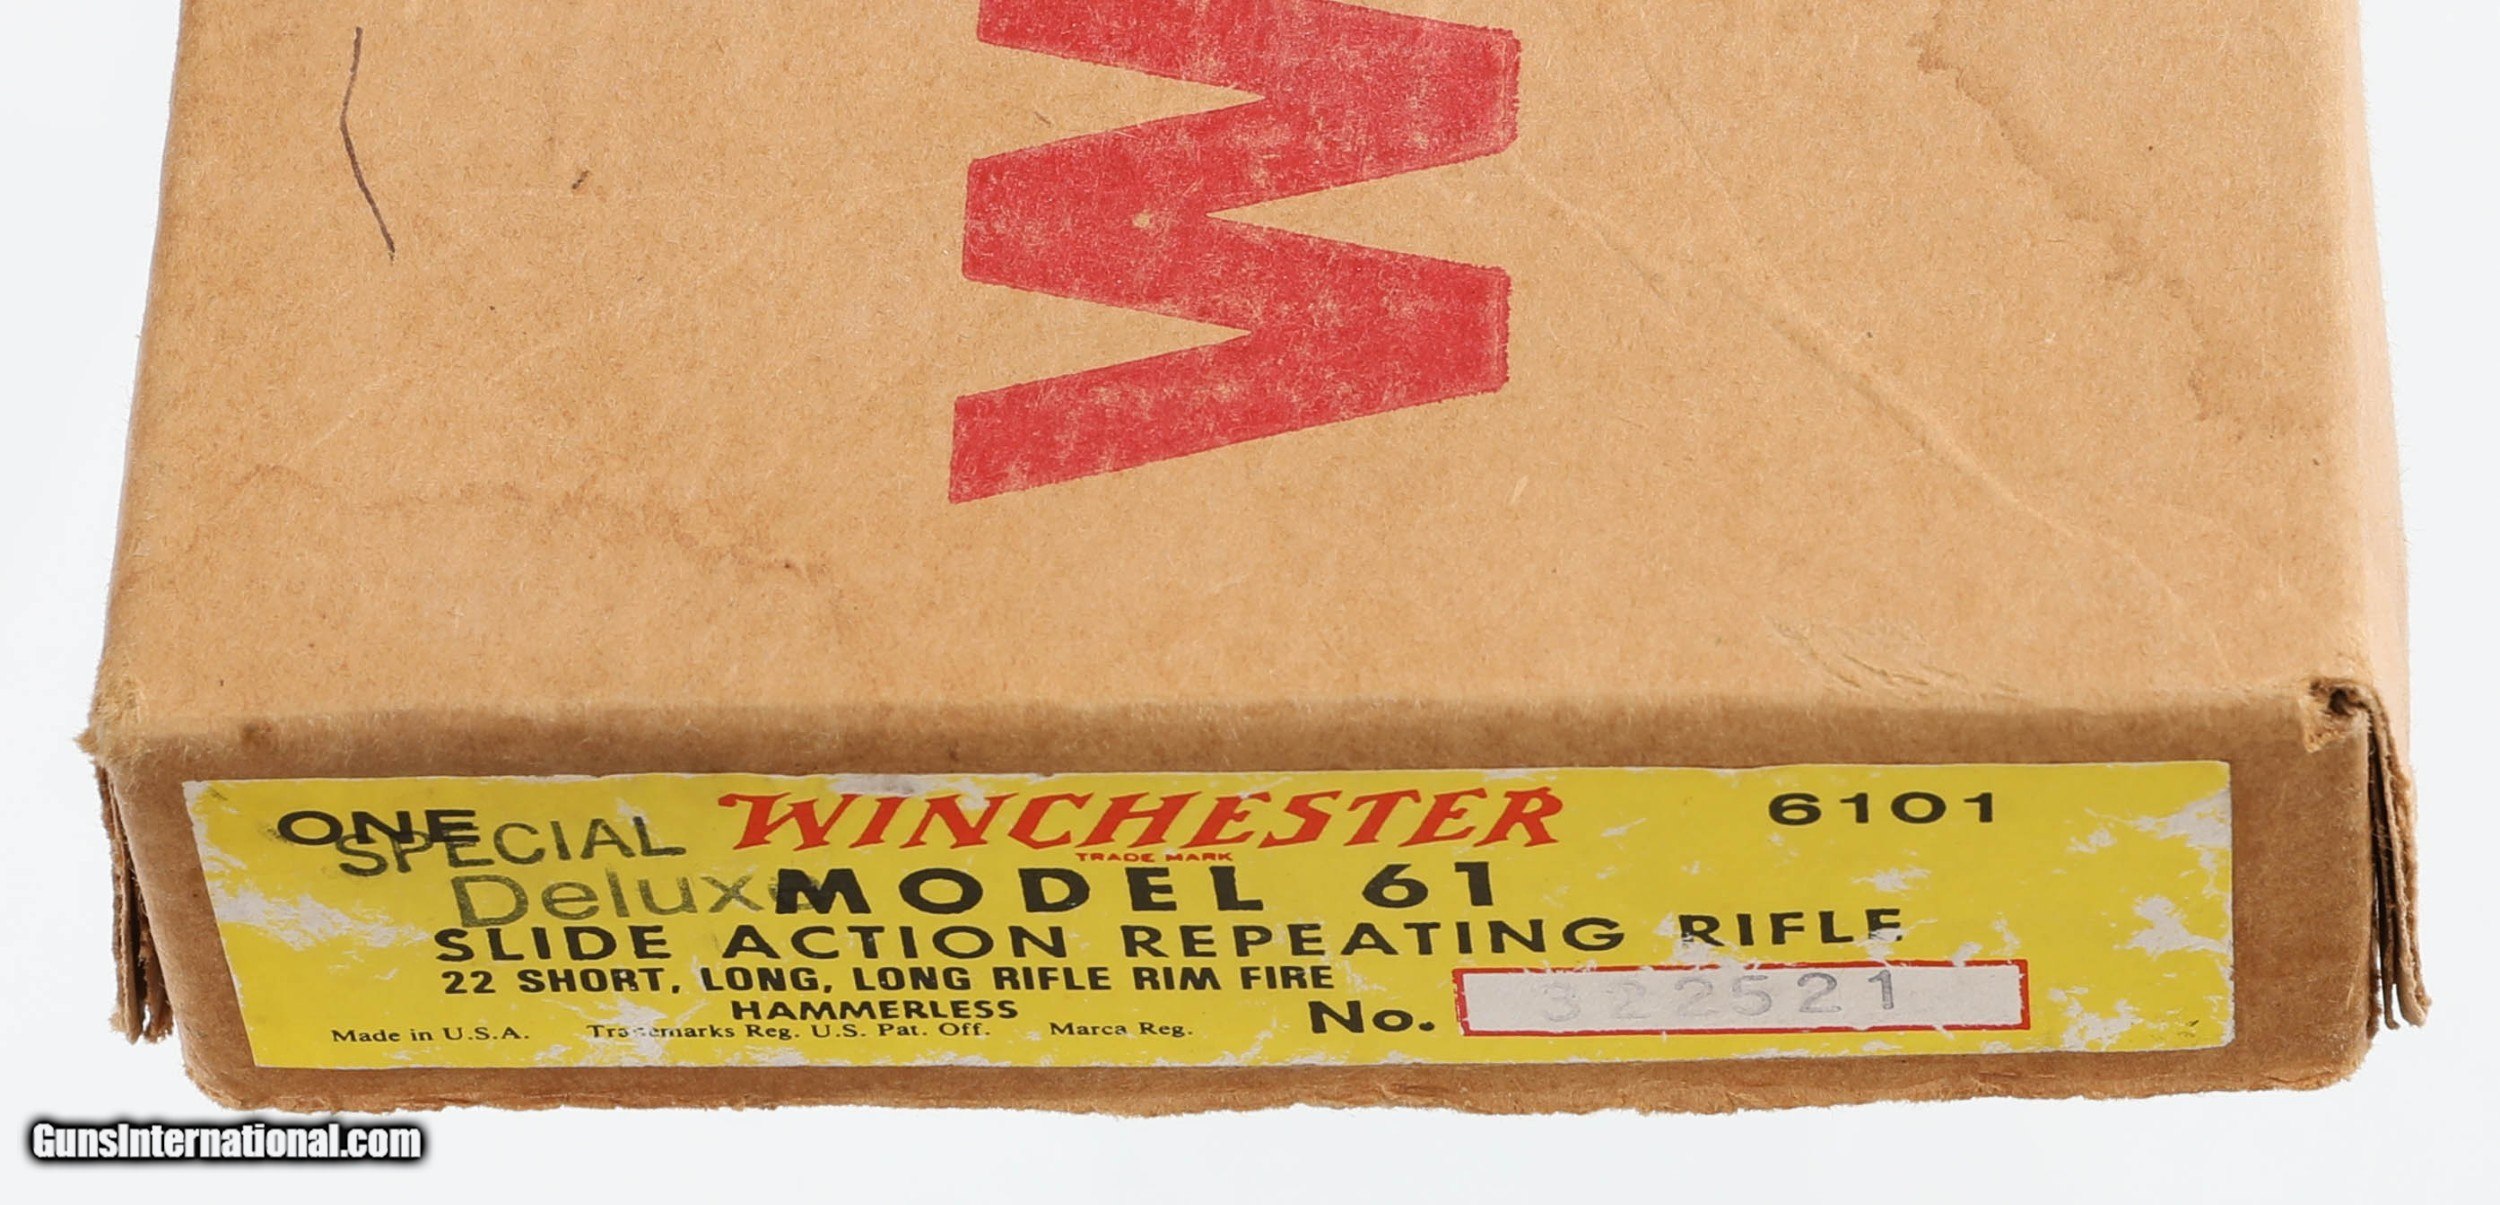 W
ONE SPECIAL WINCHESTER 6101
TRADE MARK
Deluxe MODEL 61
SLIDE ACTION REPEATING RIFLE
22 SHORT, LONG, LONG RIFLE RIM FIRE
HAMMERLESS
No. 322521
Made in U.S.A. Trademarks Reg. U.S. Pat. Off. Marca Reg.
GunsInternational.com